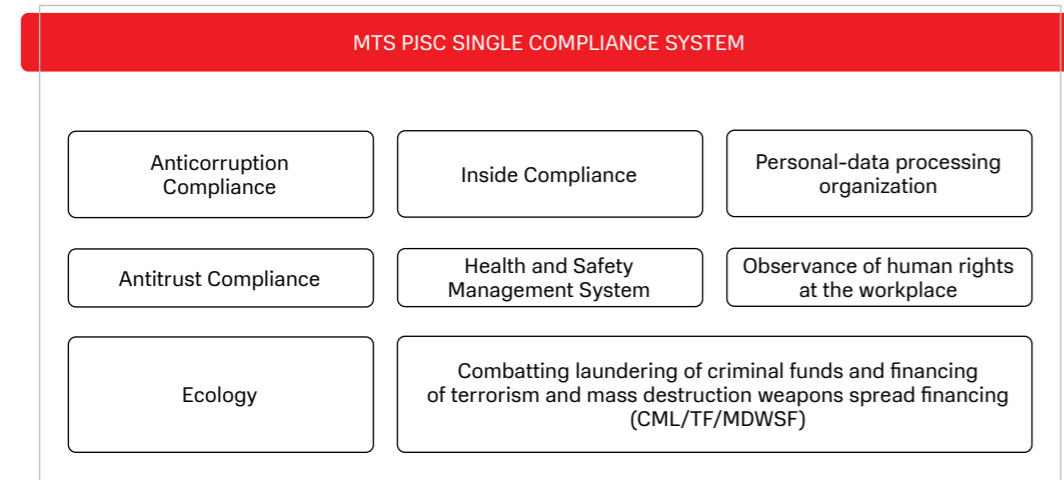 MTS PJSC SINGLE COMPLIANCE SYSTEM
Anticorruption
Compliance
Inside Compliance
Personal-data processing
organization
Antitrust Compliance
Health and Safety
Management System
Observance of human rights
at the workplace
Ecology
Combatting laundering of criminal funds and financing
of terrorism and mass destruction weapons spread financing
(CML/TF/MDWSF)